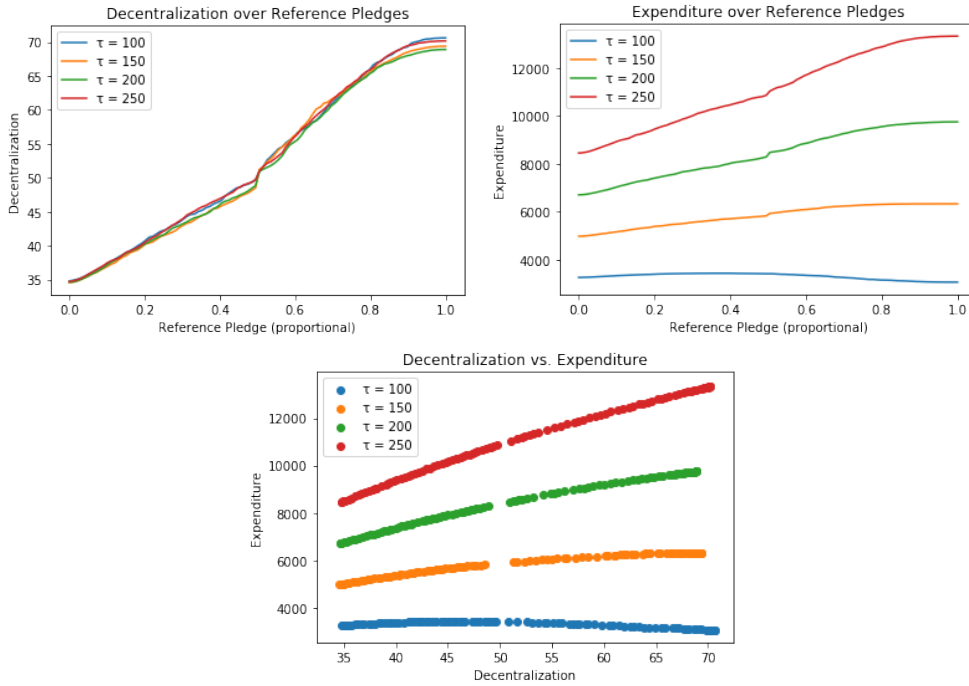 Decentralization over Reference Pledges
τ = 100
τ = 150
τ = 200
τ = 250
70
65
60
55
50
45
40
35
Decentralization
0.0 0.2 0.4 0.6 0.8 1.0
Reference Pledge (proportional)
Expenditure over Reference Pledges
τ = 100
τ = 150
τ = 200
τ = 250
12000
10000
8000
6000
4000
Expenditure
0.0 0.2 0.4 0.6 0.8 1.0
Reference Pledge (proportional)
Decentralization vs. Expenditure
τ = 100
τ = 150
τ = 200
τ = 250
12000
10000
8000
6000
4000
Expenditure
35 40 45 50 55 60 65 70
Decentralization